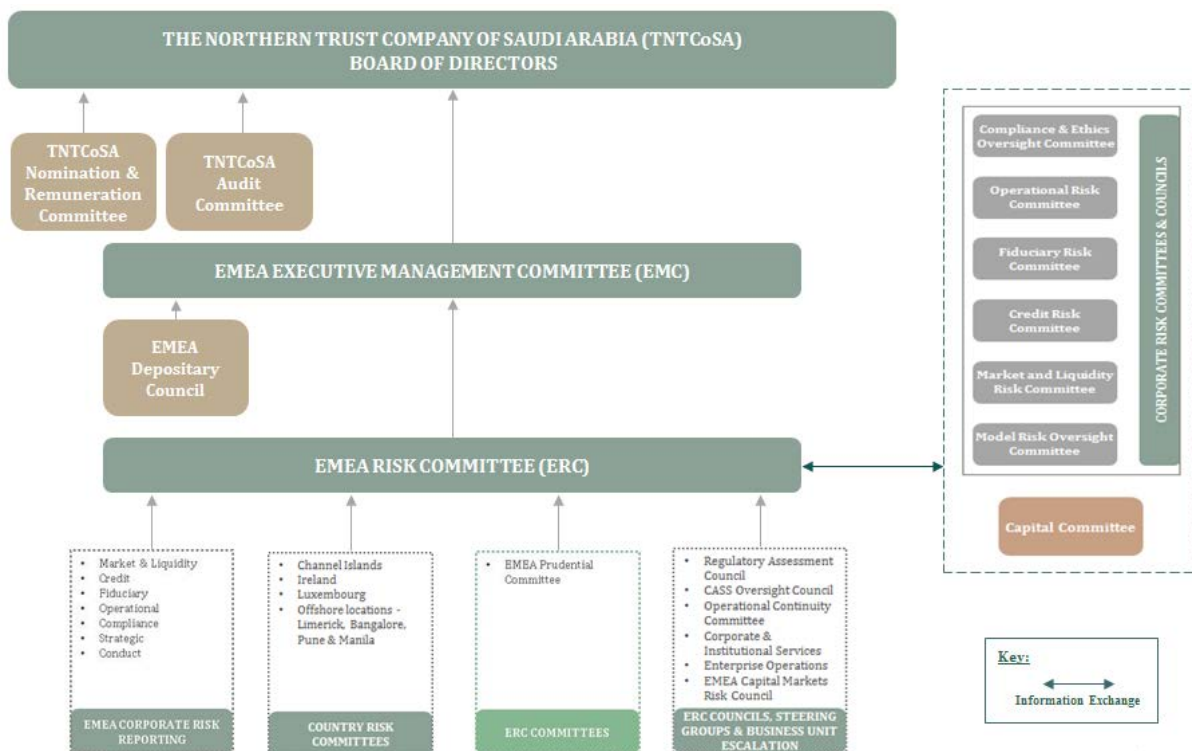 THE NORTHERN TRUST COMPANY OF SAUDI ARABIA (TNTCoSA)
BOARD OF DIRECTORS
TNTCoSA
Nomination &
Remuneration
Committee
TNTCoSA
Audit
Committee
EMEA EXECUTIVE MANAGEMENT COMMITTEE (EMC)
EMEA
Depositary
Council
EMEA RISK COMMITTEE (ERC)
• Market & Liquidity
• Credit
• Fiduciary
• Operational
• Compliance
• Strategic
• Conduct
EMEA CORPORATE RISK
REPORTING
• Channel Islands
• Ireland
• Luxembourg
• Offshore locations -
Limerick, Bangalore,
Pune & Manila
COUNTRY RISK
COMMITTEES
• EMEA Prudential
Committee
ERC COMMITTEES
• Regulatory Assessment
Council
• CASS Oversight Council
• Operational Continuity
Committee
• Corporate &
Institutional Services
• Enterprise Operations
• EMEA Capital Markets
Risk Council
ERC COUNCILS, STEERING
GROUPS & BUSINESS UNIT
ESCALATION
Compliance & Ethics
Oversight Committee
Operational Risk
Committee
Fiduciary Risk
Committee
Credit Risk
Committee
Market and Liquidity
Risk Committee
Model Risk Oversight
Committee
CORPORATE RISK COMMITTEES & COUNCILS
Capital Committee
Key:
Information Exchange